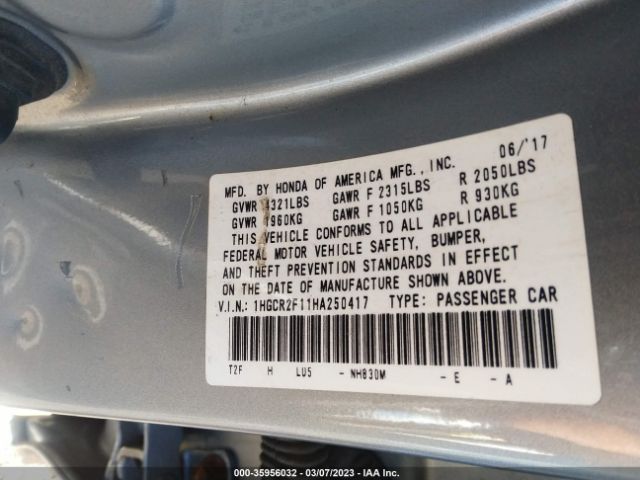 MFD. BY HONDA OF AMERICA MFG., INC. 06/'17
GVWR 4321LBS GAWR F 2315LBS R 2050LBS
GVWR 1960KG GAWR F 1050KG R 930KG
THIS VEHICLE CONFORMS TO ALL APPLICABLE
FEDERAL MOTOR VEHICLE SAFETY, BUMPER,
AND THEFT PREVENTION STANDARDS IN EFFECT
ON THE DATE OF MANUFACTURE SHOWN ABOVE.
V.I.N.: 1HGCR2F11HA250417 TYPE: PASSENGER CAR
T2F H LU5 - NH830M - E - A
000-35956032 — 03/07/2023 — IAA Inc.